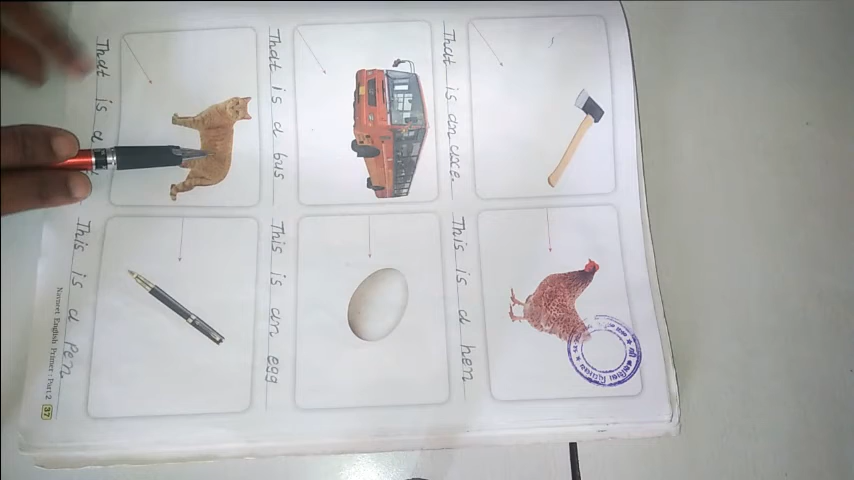 That is an axe.
This is a hen
That is a bus
This is an egg
That is a
This is a pen
Navneet English Primer : Part 2 37